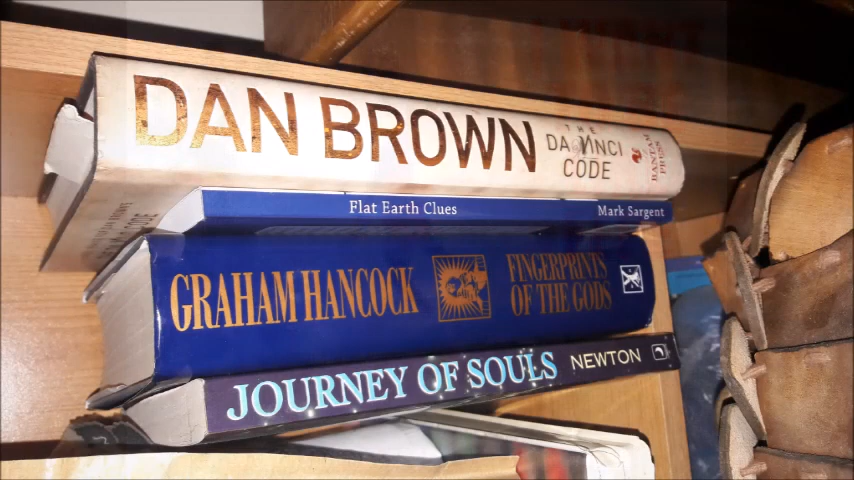 DAN BROWN
THE
DA VINCI
CODE
BANTAM
PRESS
Flat Earth Clues
Mark Sargent
GRAHAM HANCOCK
FINGERPRINTS
OF THE GODS
JOURNEY OF SOULS
NEWTON